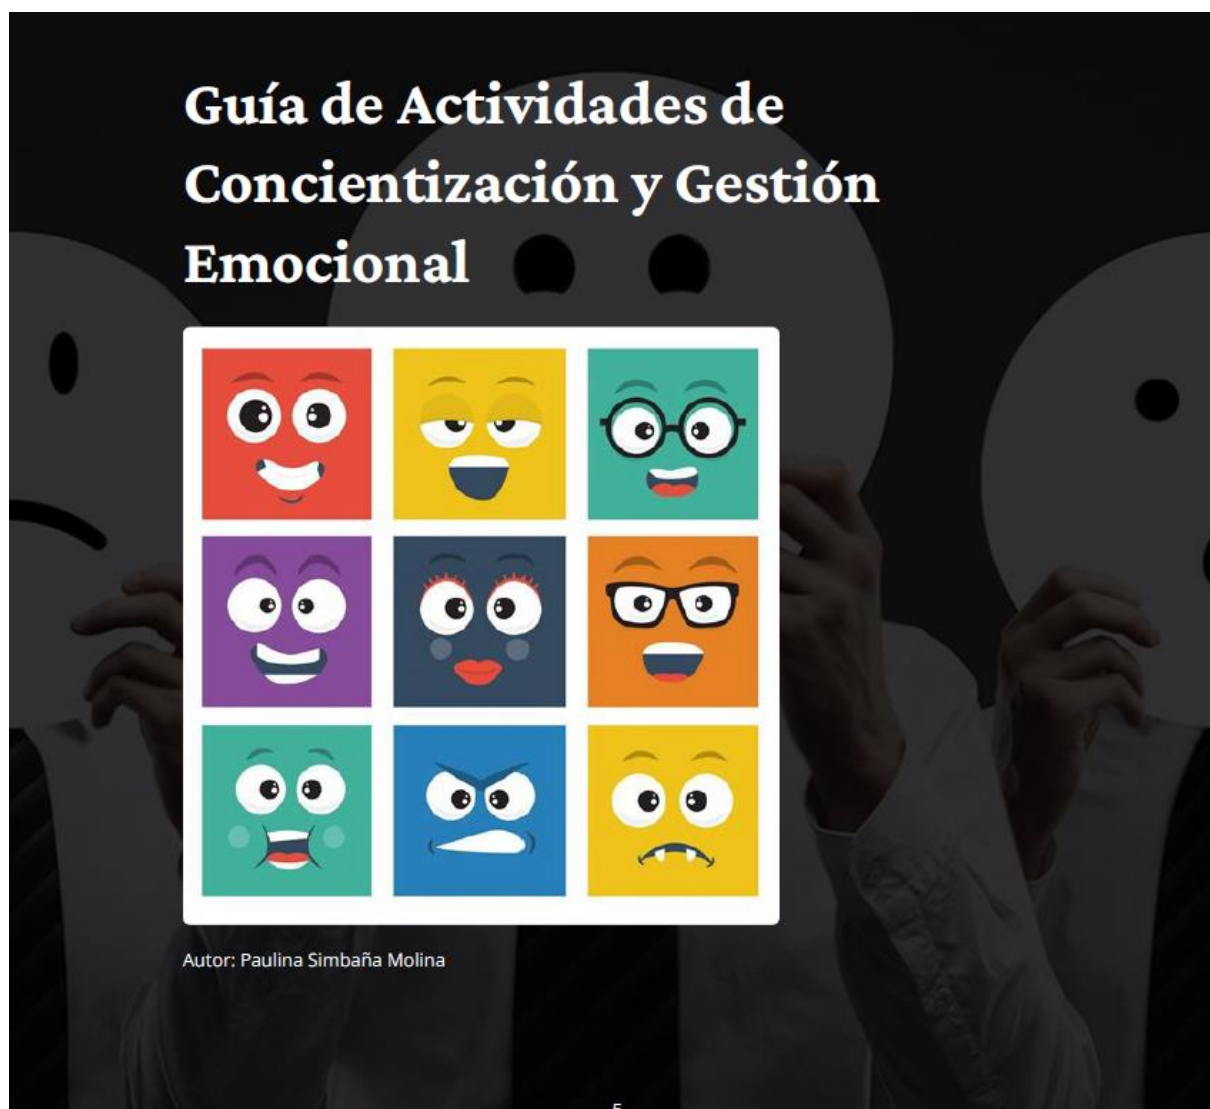 Guía de Actividades de
Concientización y Gestión
Emocional
Autor: Paulina Simbaña Molina
5